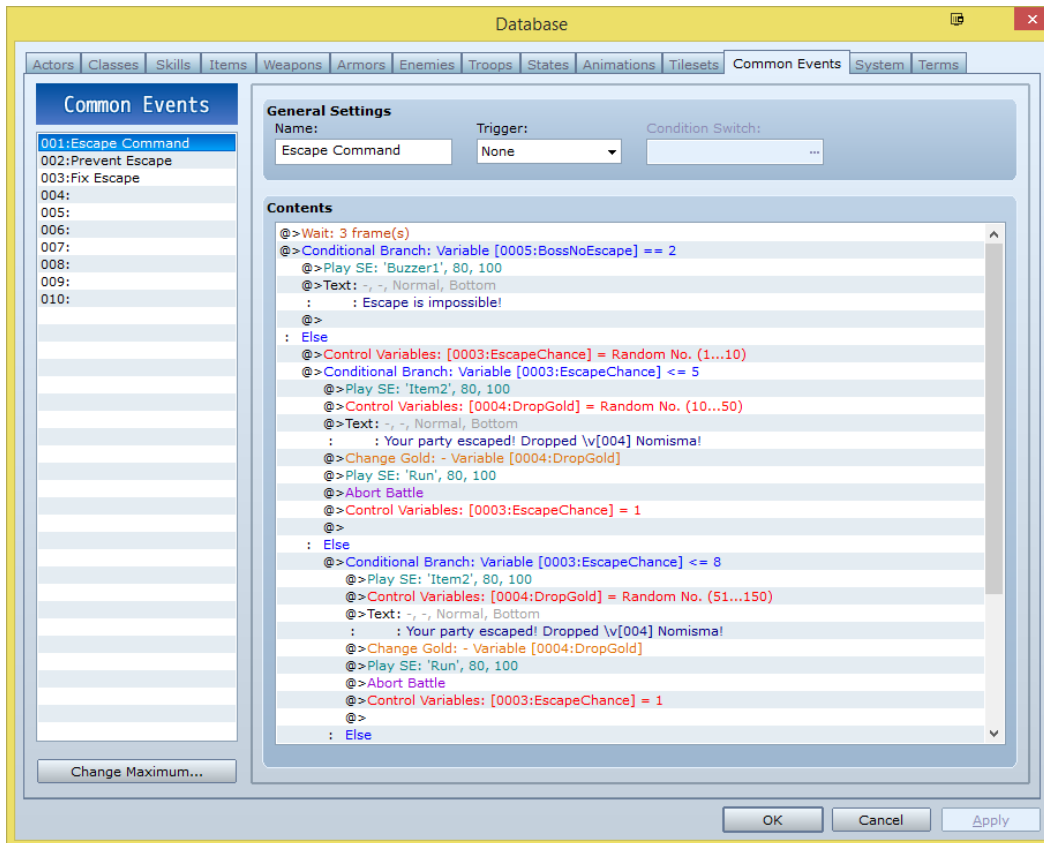 Database
Actors Classes Skills Items Weapons Armors Enemies Troops States Animations Tilesets Common Events System Terms
Common Events
001:Escape Command
002:Prevent Escape
003:Fix Escape
004:
005:
006:
007:
008:
009:
010:
Change Maximum...
General Settings
Name: Trigger: Condition Switch:
Escape Command None ...
Contents
@>Wait: 3 frame(s)
@>Conditional Branch: Variable [0005:BossNoEscape] == 2
@>Play SE: 'Buzzer1', 80, 100
@>Text: -, -, Normal, Bottom
: : Escape is impossible!
@>
: Else
@>Control Variables: [0003:EscapeChance] = Random No. (1...10)
@>Conditional Branch: Variable [0003:EscapeChance] <= 5
@>Play SE: 'Item2', 80, 100
@>Control Variables: [0004:DropGold] = Random No. (10...50)
@>Text: -, -, Normal, Bottom
: : Your party escaped! Dropped \v[004] Nomisma!
@>Change Gold: - Variable [0004:DropGold]
@>Play SE: 'Run', 80, 100
@>Abort Battle
@>Control Variables: [0003:EscapeChance] = 1
@>
: Else
@>Conditional Branch: Variable [0003:EscapeChance] <= 8
@>Play SE: 'Item2', 80, 100
@>Control Variables: [0004:DropGold] = Random No. (51...150)
@>Text: -, -, Normal, Bottom
: : Your party escaped! Dropped \v[004] Nomisma!
@>Change Gold: - Variable [0004:DropGold]
@>Play SE: 'Run', 80, 100
@>Abort Battle
@>Control Variables: [0003:EscapeChance] = 1
@>
: Else
OK Cancel Apply